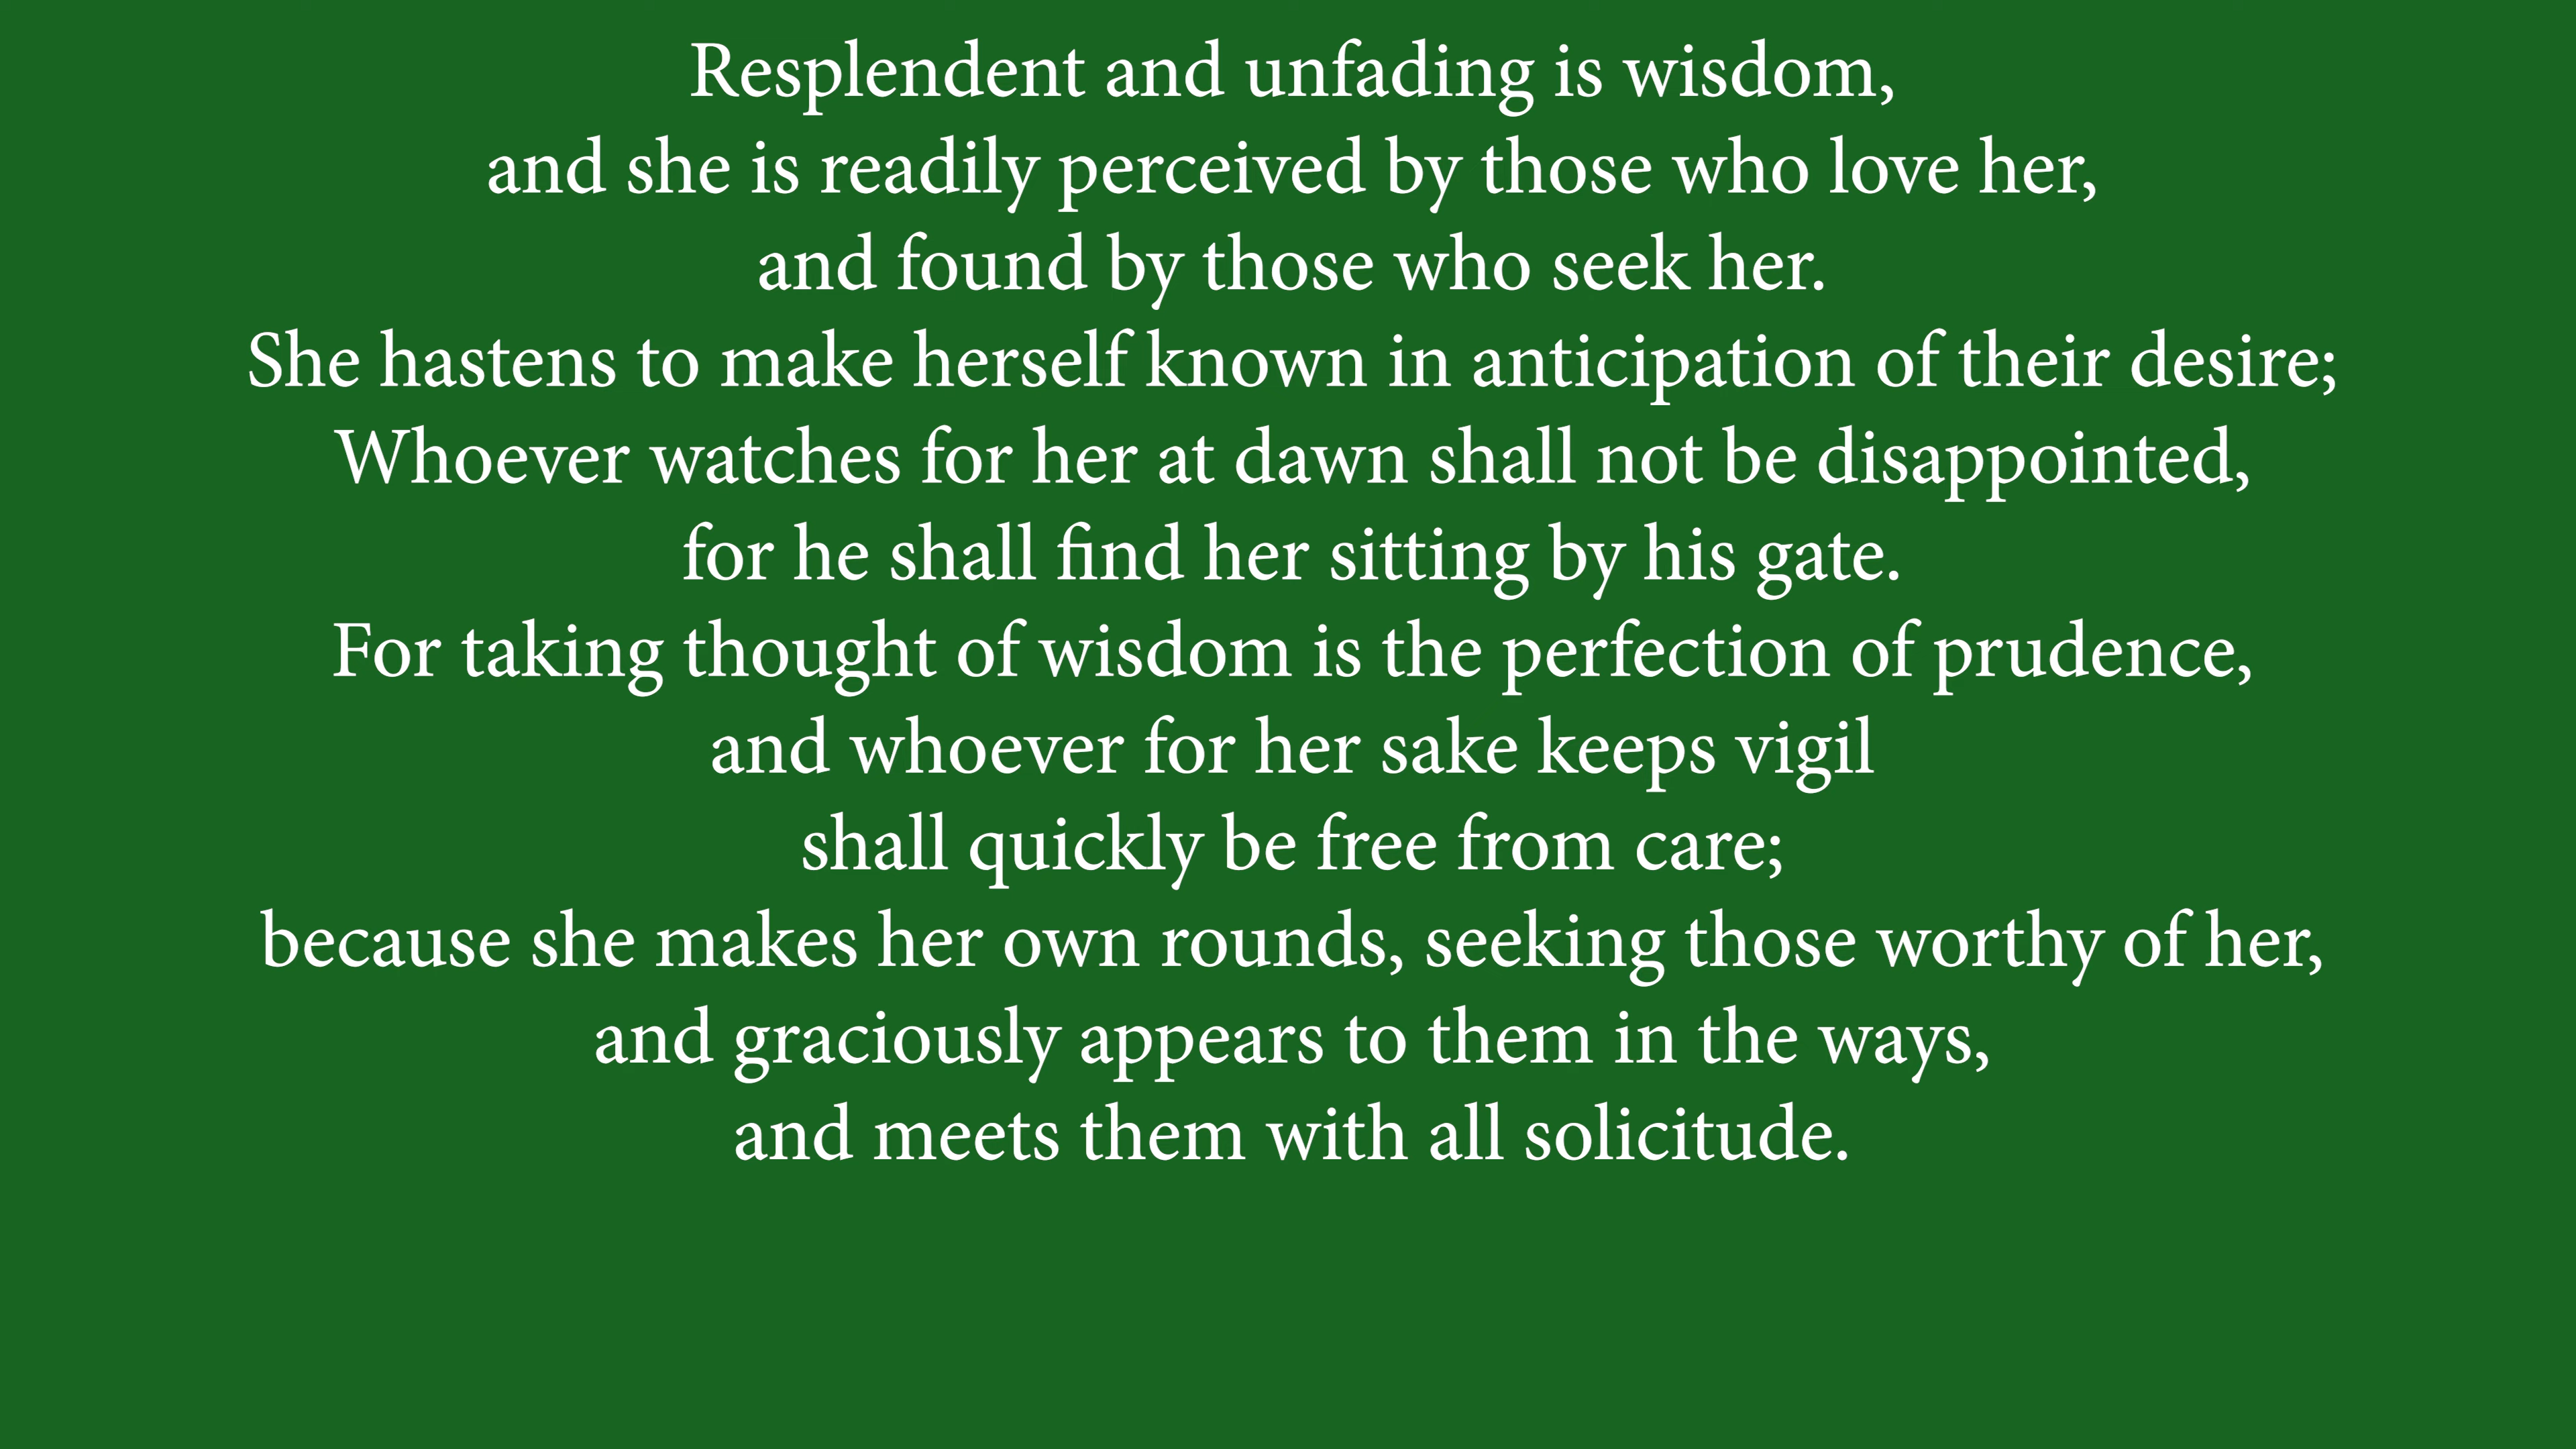 Resplendent and unfading is wisdom,
and she is readily perceived by those who love her,
and found by those who seek her.
She hastens to make herself known in anticipation of their desire;
Whoever watches for her at dawn shall not be disappointed,
for he shall find her sitting by his gate.
For taking thought of wisdom is the perfection of prudence,
and whoever for her sake keeps vigil
shall quickly be free from care;
because she makes her own rounds, seeking those worthy of her,
and graciously appears to them in the ways,
and meets them with all solicitude.